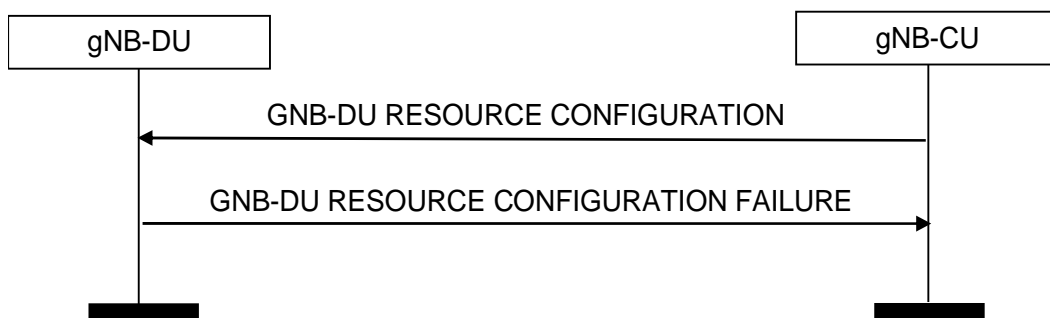 gNB-DU
gNB-CU
GNB-DU RESOURCE CONFIGURATION
GNB-DU RESOURCE CONFIGURATION FAILURE